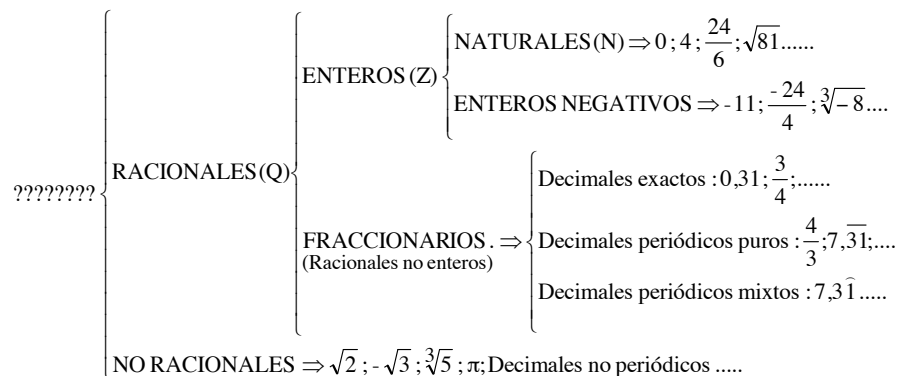 NATURALES (N) ⇒ 0 ; 4 ; 24/6 ; √81......
ENTEROS (Z)
ENTEROS NEGATIVOS ⇒ -11; -24/4 ; ∛-8....
RACIONALES (Q)
????????
Decimales exactos : 0,31; 3/4;......
FRACCIONARIOS . ⇒
(Racionales no enteros)
Decimales periódicos puros : 4/3; 7,3̅1̅;....
Decimales periódicos mixtos : 7,31̂ .....
NO RACIONALES ⇒ √2 ; -√3 ; ∛5 ; π; Decimales no periódicos .....